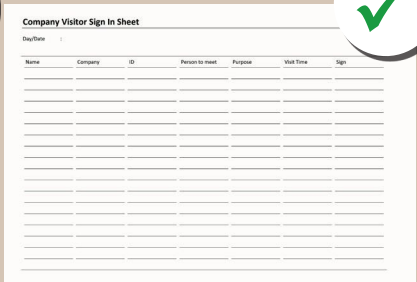 Company Visitor Sign In Sheet
Day/Date :
Name Company ID Person to meet Purpose Visit Time Sign